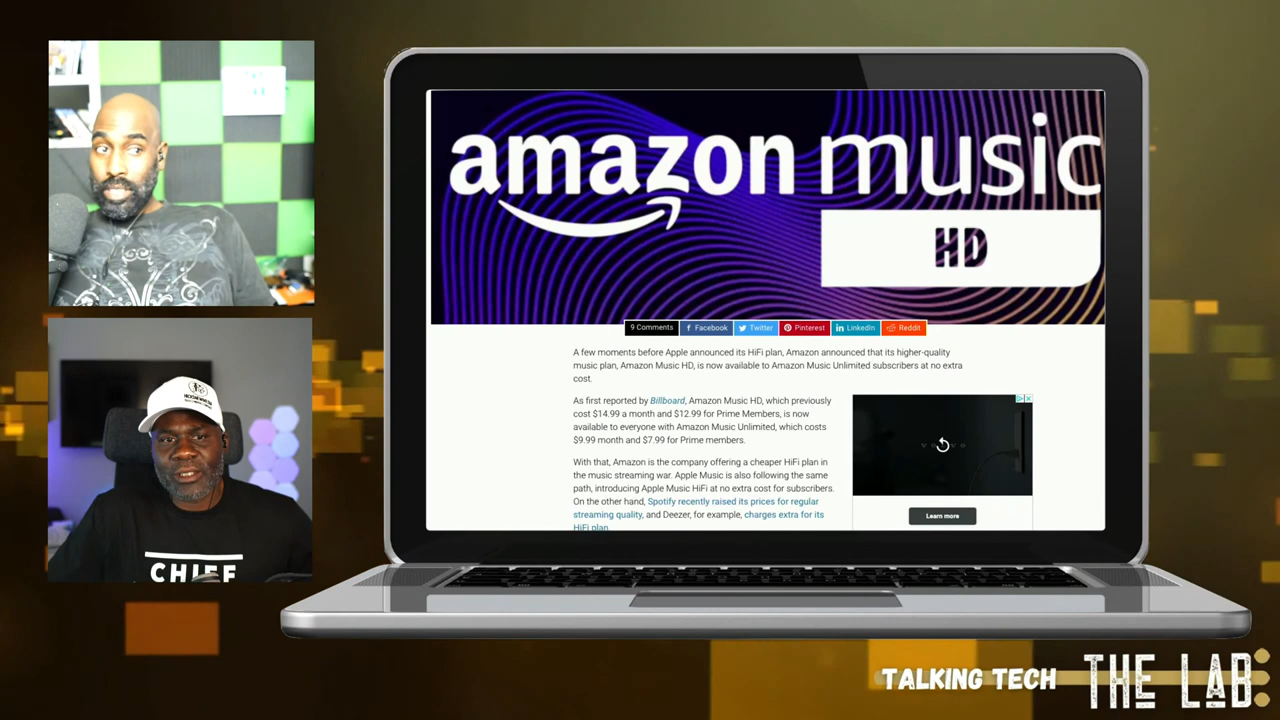 amazon music
HD
9 Comments
Facebook
Twitter
Pinterest
LinkedIn
Reddit
A few moments before Apple announced its HiFi plan, Amazon announced that its higher-quality
music plan, Amazon Music HD, is now available to Amazon Music Unlimited subscribers at no extra
cost.
As first reported by Billboard, Amazon Music HD, which previously
cost $14.99 a month and $12.99 for Prime Members, is now
available to everyone with Amazon Music Unlimited, which costs
$9.99 month and $7.99 for Prime members.
With that, Amazon is the company offering a cheaper HiFi plan in
the music streaming war. Apple Music is also following the same
path, introducing Apple Music HiFi at no extra cost for subscribers.
On the other hand, Spotify recently raised its prices for regular
streaming quality, and Deezer, for example, charges extra for its
HiFi plan.
Learn more
CHIEF
TALKING TECH
THE LAB